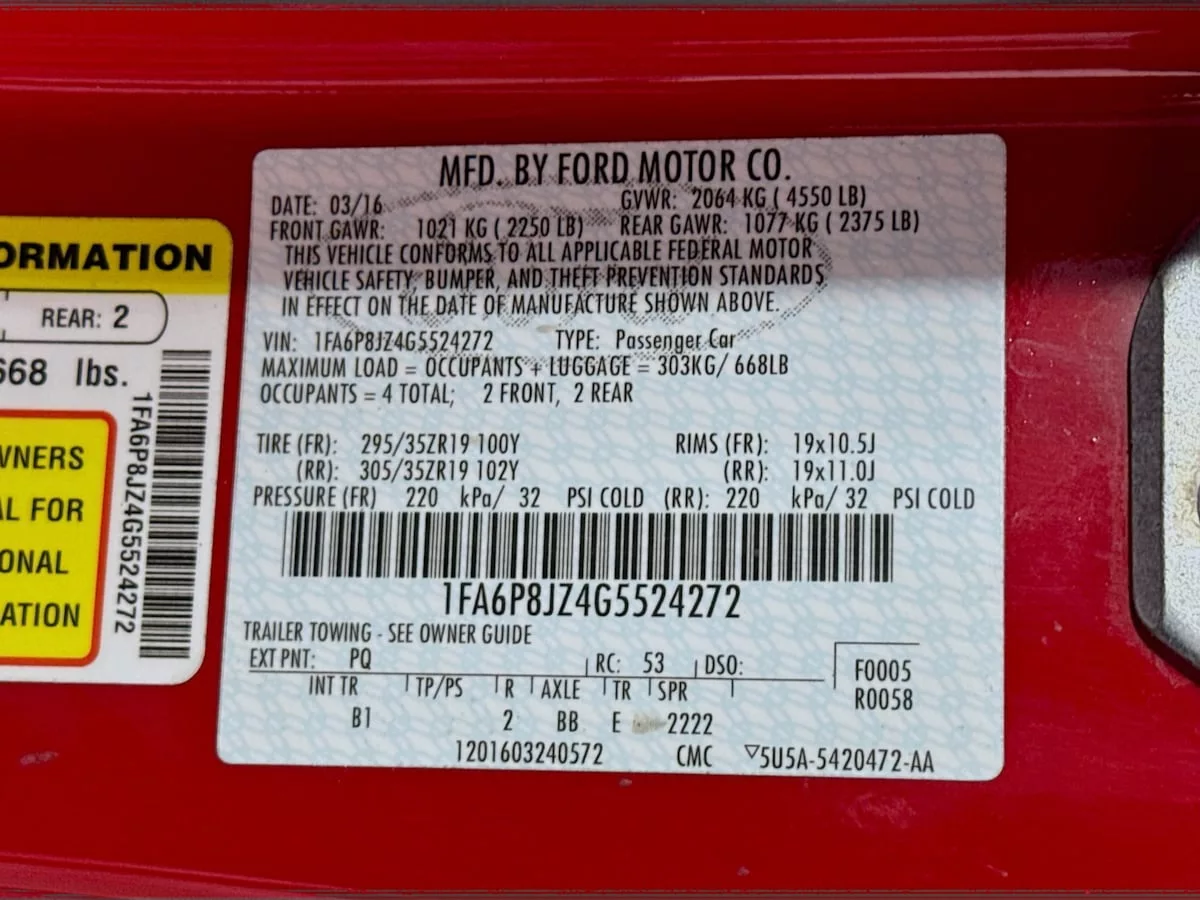 MFD. BY FORD MOTOR CO.
DATE: 03/16 GVWR: 2064 KG ( 4550 LB)
FRONT GAWR: 1021 KG ( 2250 LB) REAR GAWR: 1077 KG ( 2375 LB)
THIS VEHICLE CONFORMS TO ALL APPLICABLE FEDERAL MOTOR
VEHICLE SAFETY, BUMPER, AND THEFT PREVENTION STANDARDS
IN EFFECT ON THE DATE OF MANUFACTURE SHOWN ABOVE.
VIN: 1FA6P8JZ4G5524272 TYPE: Passenger Car
MAXIMUM LOAD = OCCUPANTS + LUGGAGE = 303KG/ 668LB
OCCUPANTS = 4 TOTAL; 2 FRONT, 2 REAR
TIRE (FR): 295/35ZR19 100Y RIMS (FR): 19x10.5J
(RR): 305/35ZR19 102Y (RR): 19x11.0J
PRESSURE (FR) 220 kPa/ 32 PSI COLD (RR): 220 kPa/ 32 PSI COLD
1FA6P8JZ4G5524272
TRAILER TOWING - SEE OWNER GUIDE
EXT PNT: PQ RC: 53 DSO:
F0005
R0058
INT TR TP/PS R AXLE TR SPR
B1 2 BB E 2222
1201603240572 CMC ▽5U5A-5420472-AA
ORMATION
REAR: 2
668 lbs.
WNERS
AL FOR
ONAL
ATION
1FA6P8JZ4G5524272